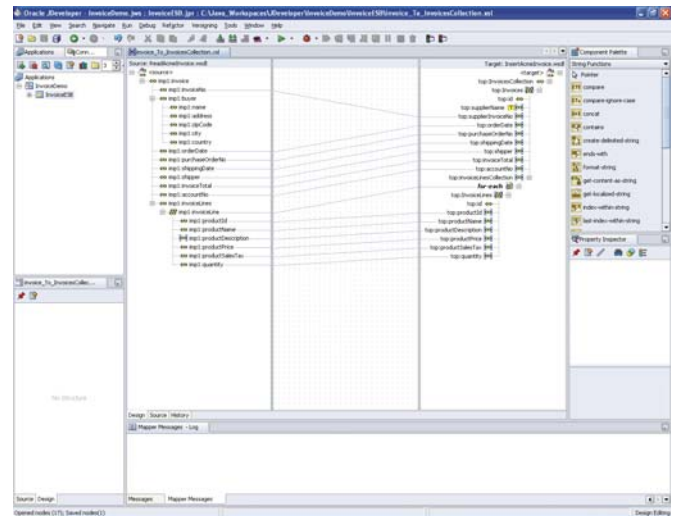 Oracle JDeveloper - InvoiceDemo.jws : InvoiceESB.jpr : C:\Java_Workspaces\JDeveloper\InvoiceDemo\InvoiceESB\Invoice_To_InvoicesCollection.xsl
File Edit View Search Navigate Run Debug Refactor Versioning Tools Window Help
Applications
Conn...
Invoice_To_InvoicesCollection.xsl
Component Palette
Applications
InvoiceDemo
InvoiceESB
Source: ReadAcmeInvoice.wsdl
<source>
imp1:invoice
imp1:invoiceNo
imp1:buyer
imp1:name
imp1:address
imp1:zipCode
imp1:city
imp1:country
imp1:orderDate
imp1:purchaseOrderNo
imp1:shippingDate
imp1:shipper
imp1:invoiceTotal
imp1:accountNo
imp1:invoiceLines
imp1:invoiceLine
imp1:productId
imp1:productName
imp1:productDescription
imp1:productPrice
imp1:productSalesTax
imp1:quantity
Target: InsertAcmeInvoice.wsdl
<target>
top:InvoicesCollection
top:Invoices
top:id
top:supplierName
top:supplierInvoiceNo
top:orderDate
top:purchaseOrderNo
top:shippingDate
top:shipper
top:invoiceTotal
top:accountNo
top:invoiceLinesCollection
for-each
top:InvoiceLines
top:id
top:productId
top:productName
top:productDescription
top:productPrice
top:productSalesTax
top:quantity
String Functions
Pointer
compare
compare-ignore-case
concat
contains
create-delimited-string
ends-with
format-string
get-content-as-string
get-localized-string
index-within-string
last-index-within-string
Property Inspector
Invoice_To_InvoicesCollec...
No Structure
Design Source History
Mapper Messages - Log
Source Design
Messages Mapper Messages
Opened nodes (17); Saved nodes(1)
Design Editing